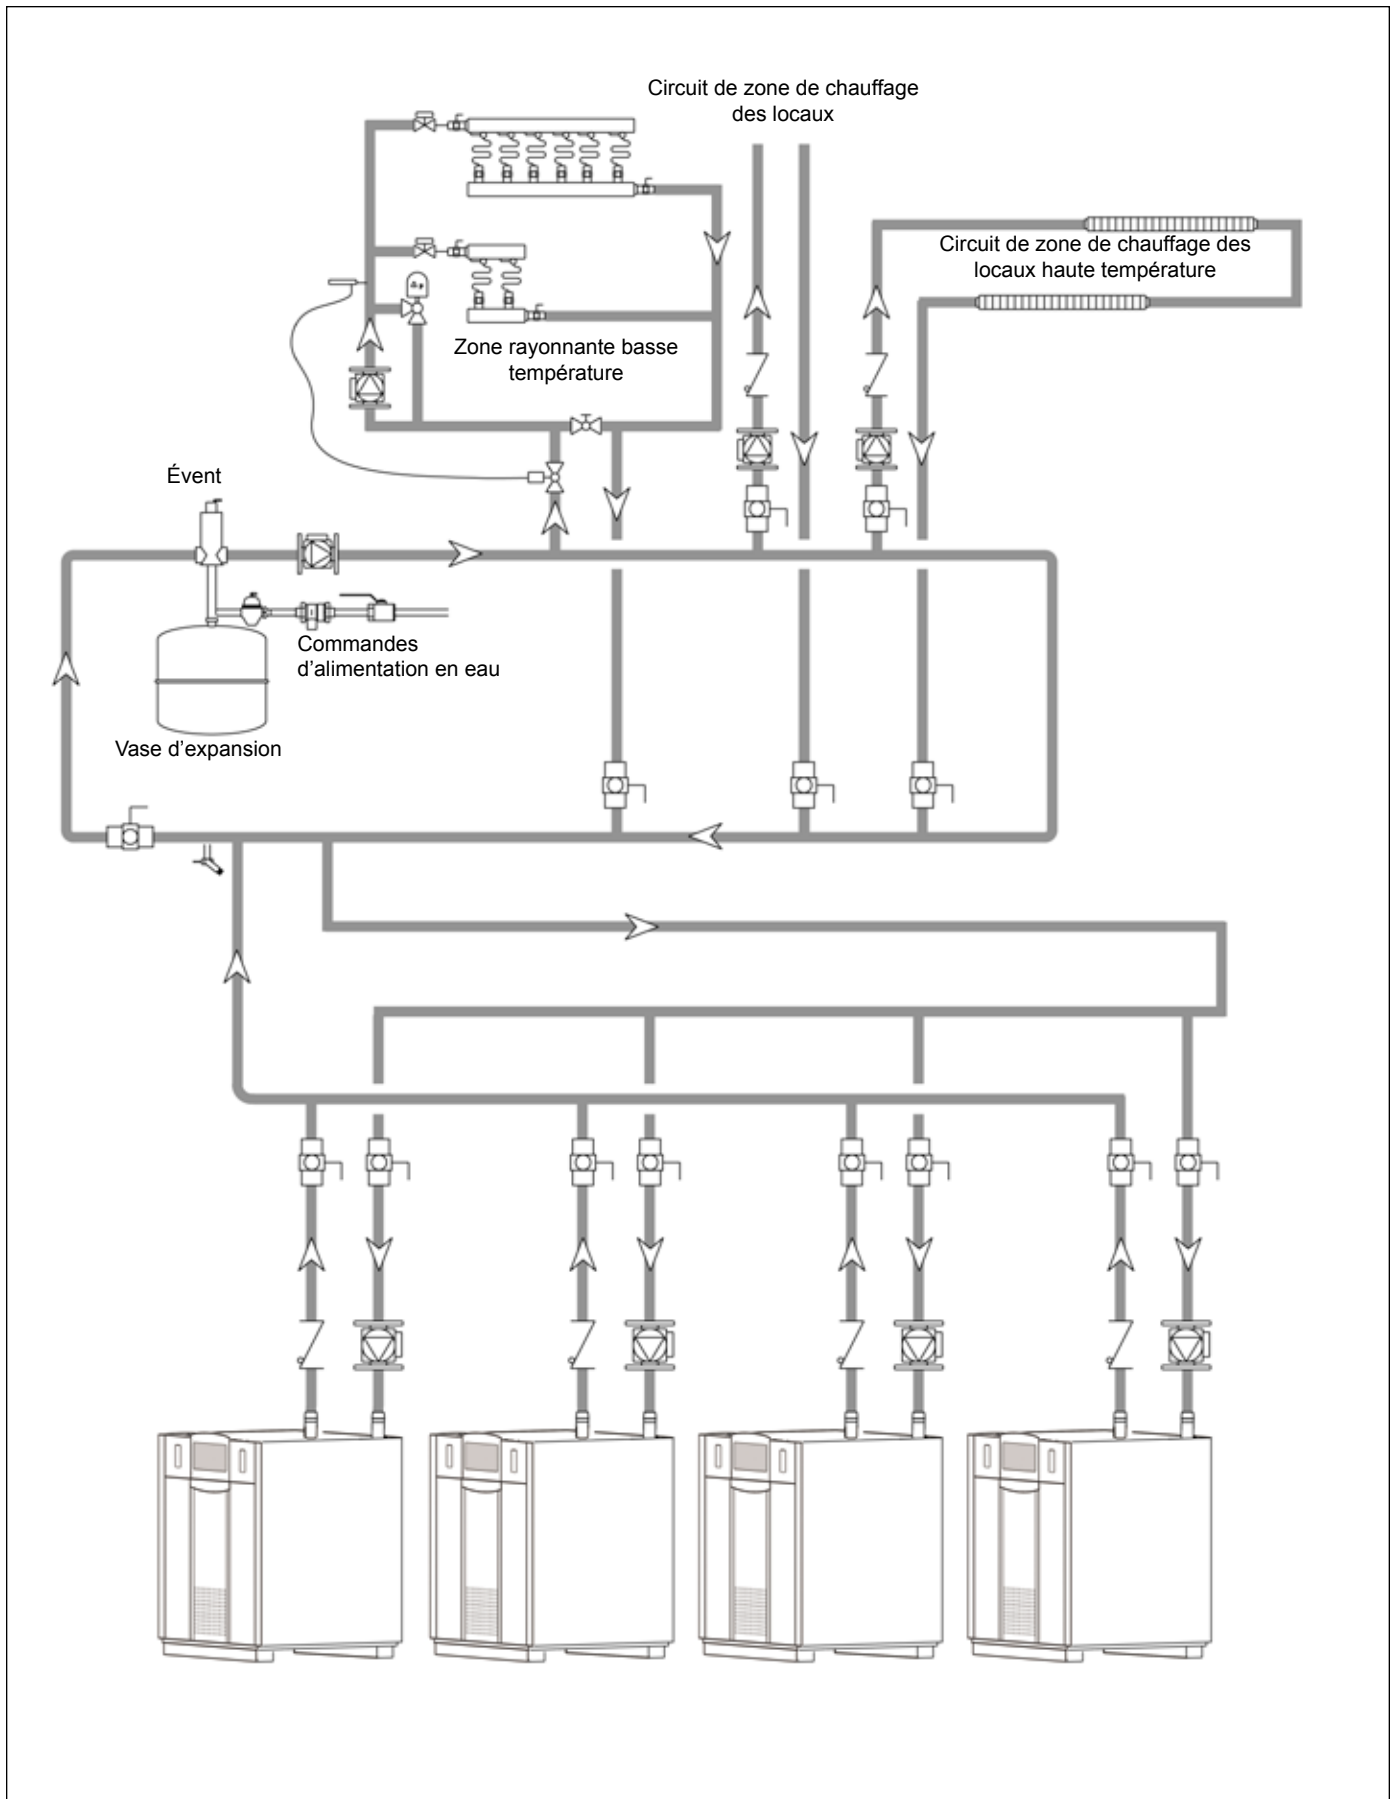 Circuit de zone de chauffage
des locaux
Circuit de zone de chauffage des
locaux haute température
Zone rayonnante basse
température
Évent
Commandes
d’alimentation en eau
Vase d’expansion